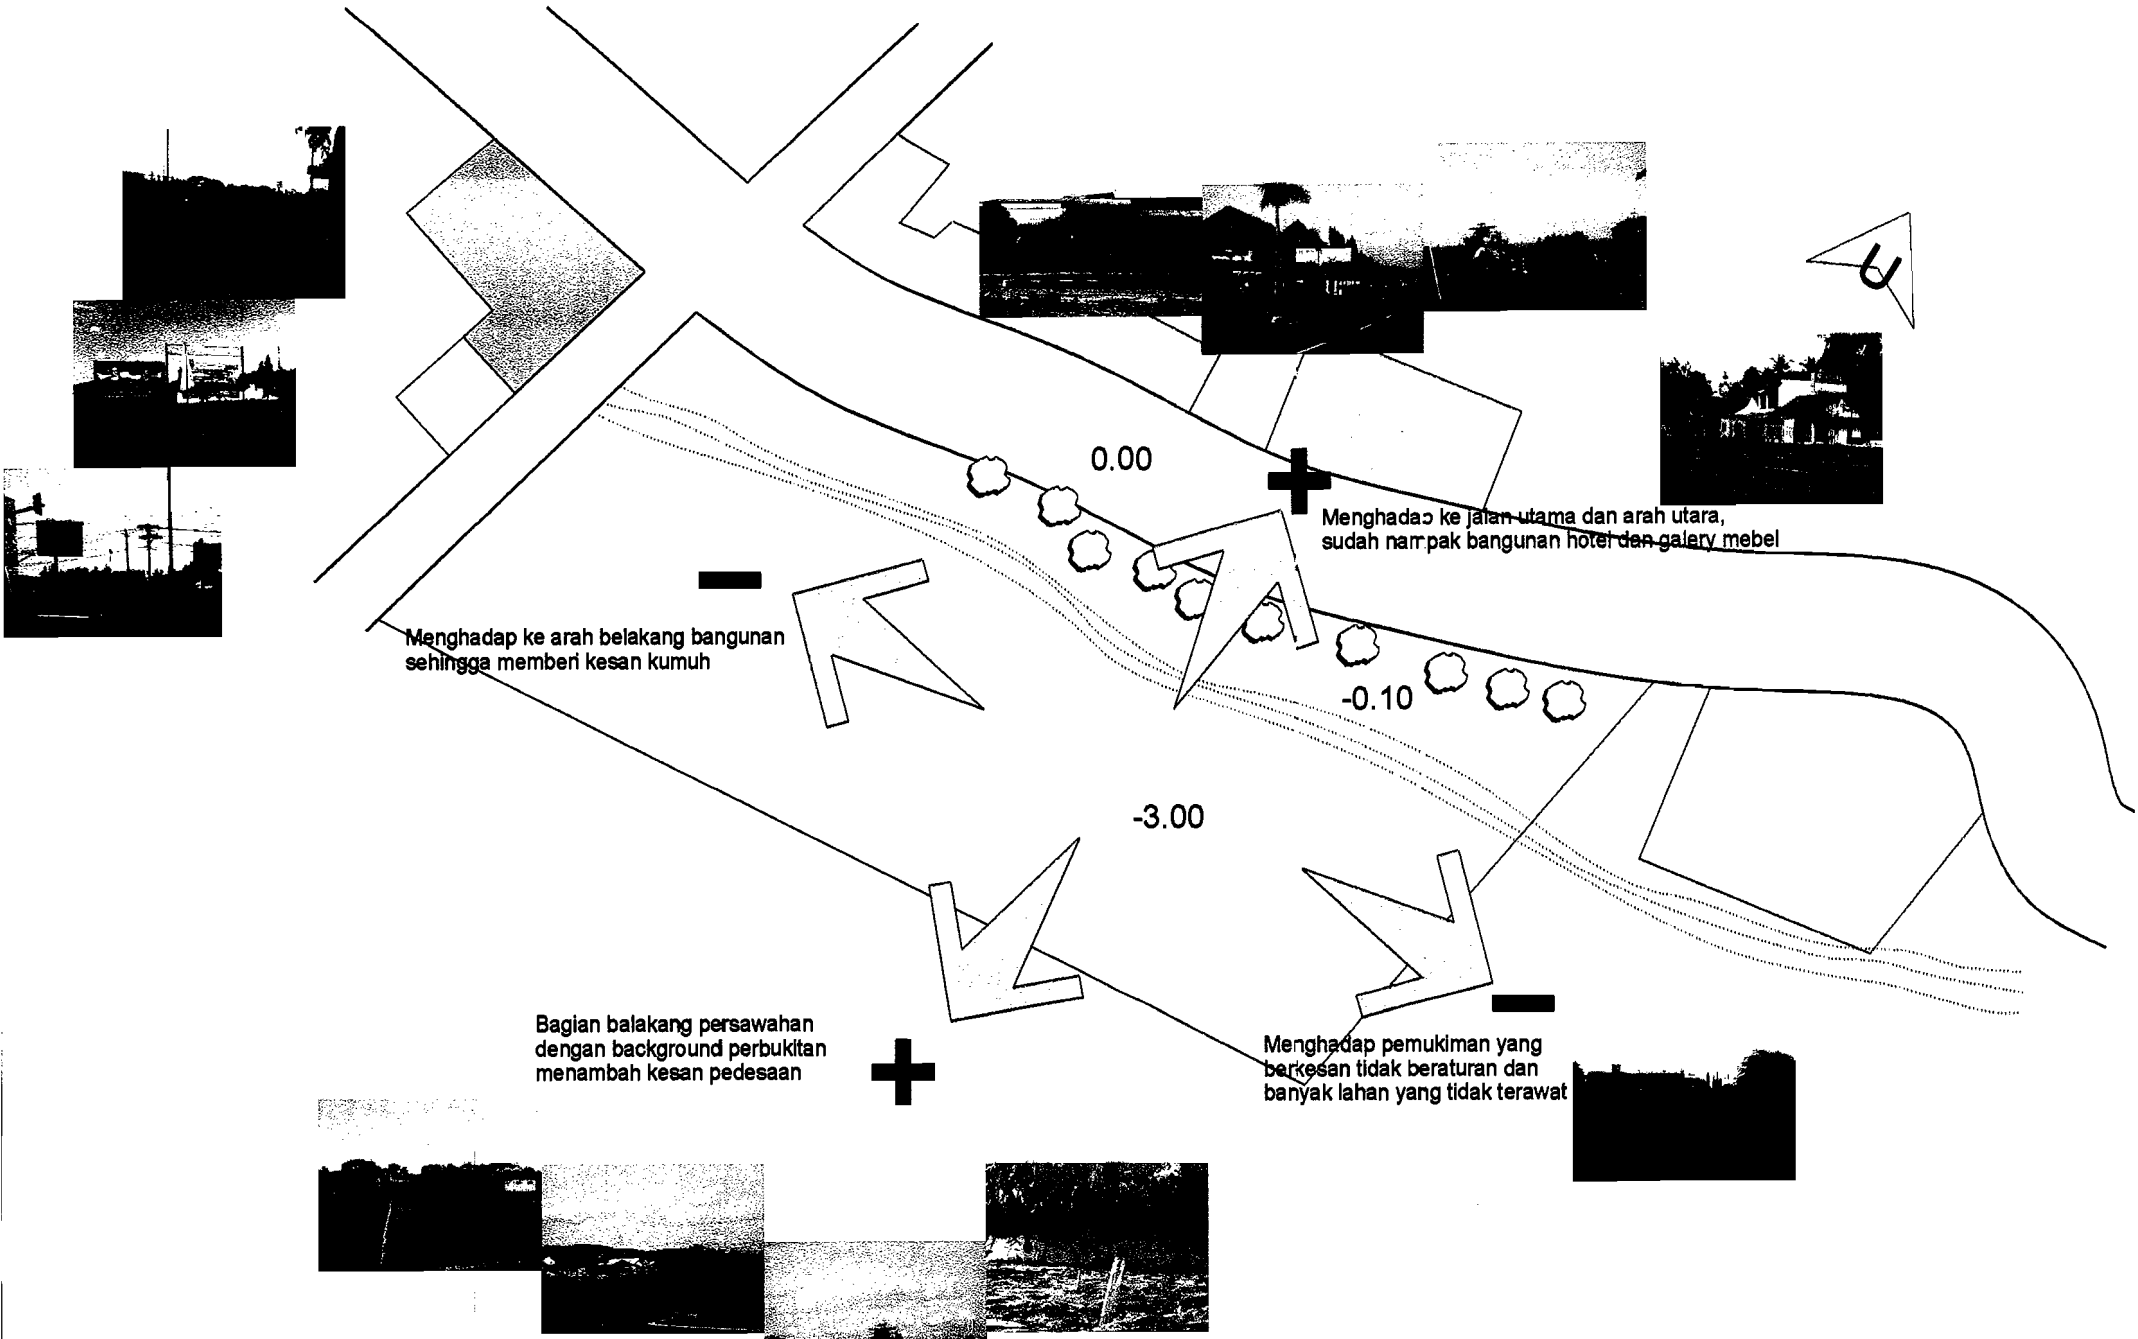 U
0.00
Menghadap ke jalan utama dan arah utara,
sudah nampak bangunan hotel dan galery mebel
Menghadap ke arah belakang bangunan
sehingga memberi kesan kumuh
-0.10
-3.00
Bagian balakang persawahan
dengan background perbukitan
menambah kesan pedesaan
Menghadap pemukiman yang
berkesan tidak beraturan dan
banyak lahan yang tidak terawat